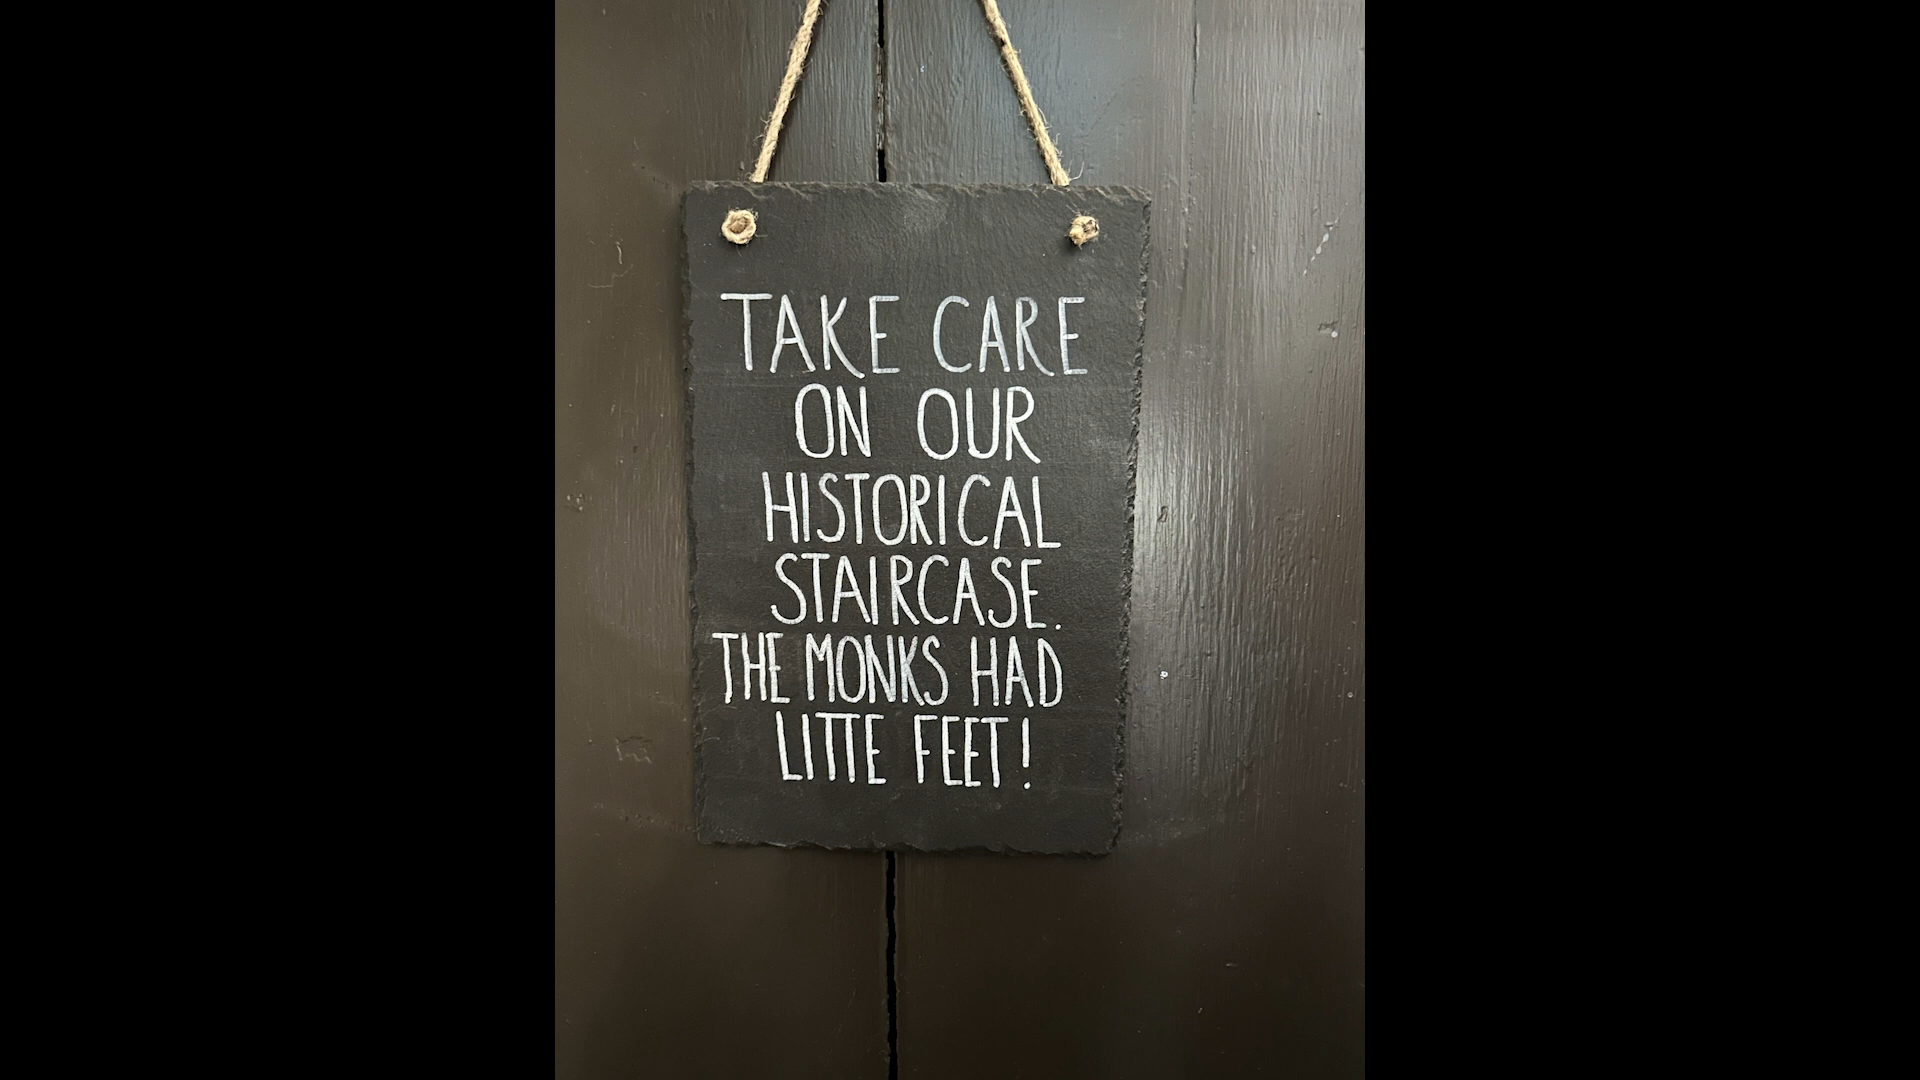 TAKE CARE
ON OUR
HISTORICAL
STAIRCASE.
THE MONKS HAD
LITTE FEET!